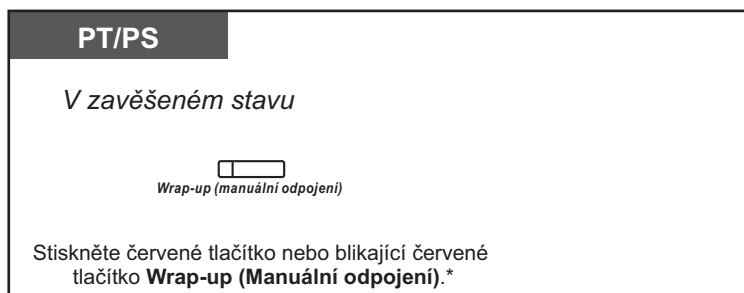 PT/PS
V zavěšeném stavu
Wrap-up (manuální odpojení)
Stiskněte červené tlačítko nebo blikající červené
tlačítko Wrap-up (Manuální odpojení).*